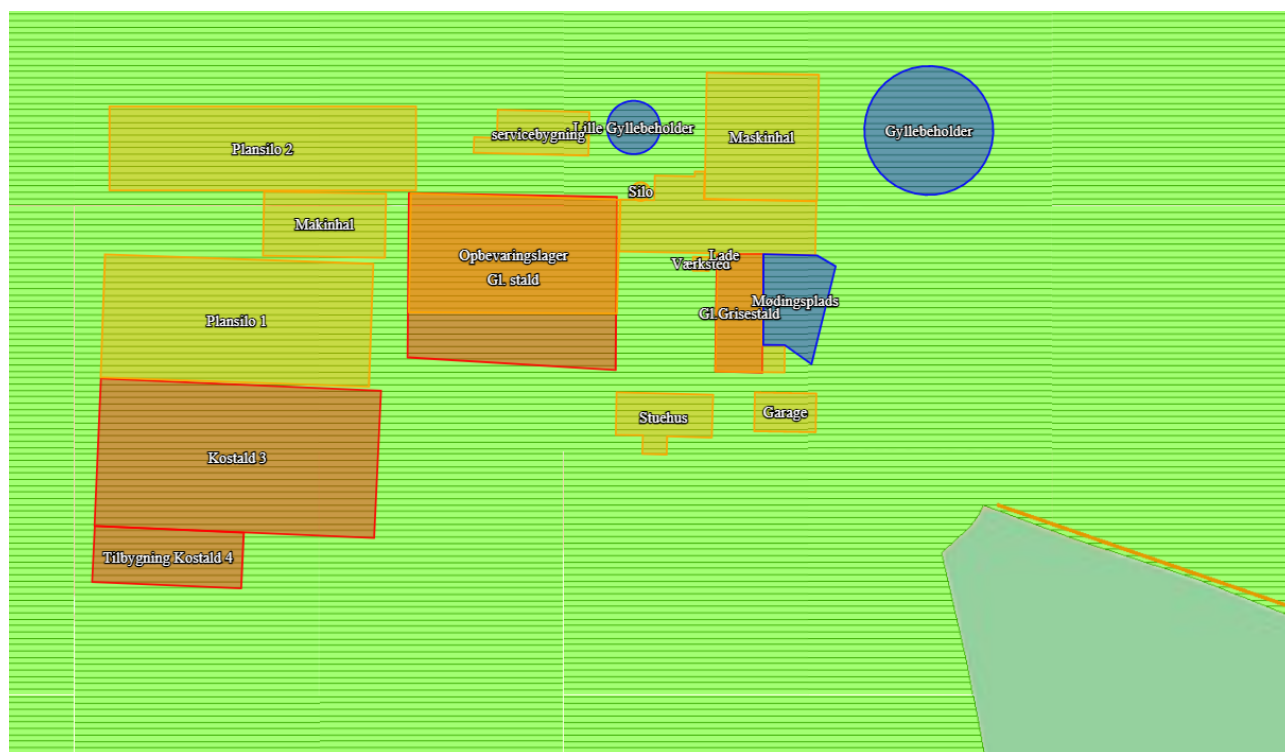 Lille Gyllebeholder
Gyllebeholder
servicebygning
Maskinhal
Plansilo 2
Silo
Makinhal
Opbevaringslager
Lade
Værksted
Gl. stald
Mødingsplads
Gl.Grisestald
Plansilo 1
Garage
Stuehus
Kostald 3
Tilbygning Kostald 4